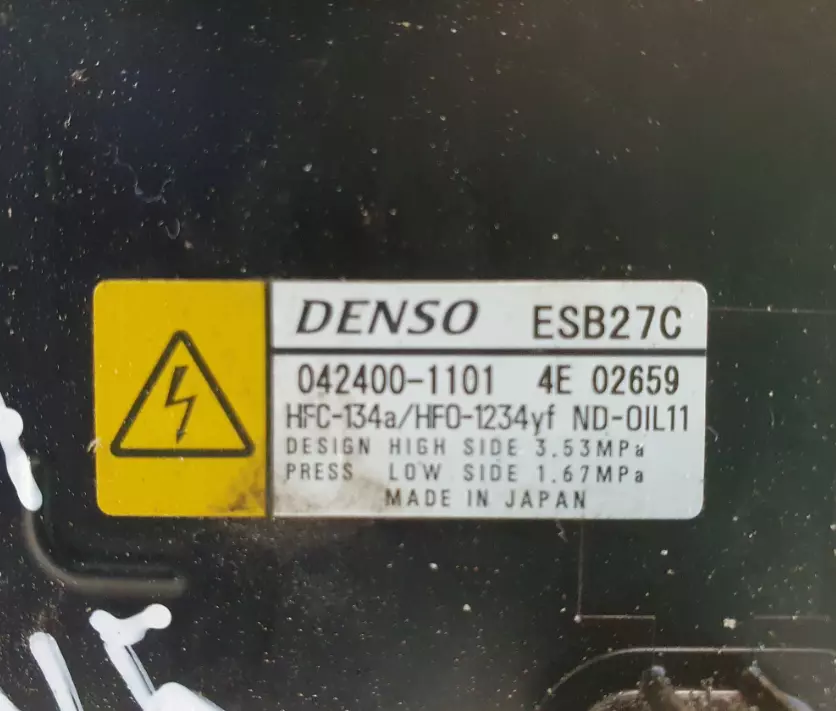 DENSO ESB27C
042400-1101 4E 02659
HFC-134a/HFO-1234yf ND-OIL11
DESIGN HIGH SIDE 3.53MPa
PRESS LOW SIDE 1.67MPa
MADE IN JAPAN